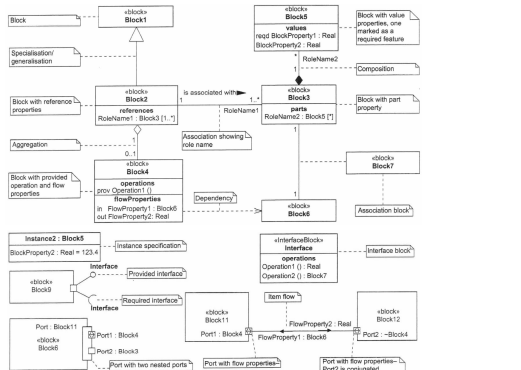 Block
«block»
Block1
Specialisation/
generalisation
«block»
Block2
references
RoleName1 : Block3 [1..*]
Block with reference
properties
is associated with
1
1..*
RoleName1
Association showing
role name
Aggregation
1
0..1
«block»
Block4
operations
prov Operation1 ()
flowProperties
in FlowProperty1 : Block6
out FlowProperty2: Real
Block with provided
operation and flow
properties
Dependency
«block»
Block5
values
reqd BlockProperty1 : Real
BlockProperty2 : Real
Block with value
properties, one
marked as a
required feature
*
RoleName2
1
Composition
«block»
Block3
parts
RoleName2 : Block5 [*]
Block with part
property
1
1
«block»
Block7
Association block
«block»
Block6
Instance2 : Block5
BlockProperty2 : Real = 123.4
Instance specification
«InterfaceBlock»
Interface
operations
Operation1 () : Real
Operation2 () : Block7
Interface block
«block»
Block9
Interface
Provided interface
Required interface
Interface
Port : Block11
«block»
Block6
Port1 : Block4
Port2 : Block3
Port with two nested ports
«block»
Block11
Port1 : Block4
Item flow
FlowProperty2 : Real
FlowProperty1 : Block6
«block»
Block12
Port2 : ~Block4
Port with flow properties–
Port with flow properties–
Port2 is conjugated